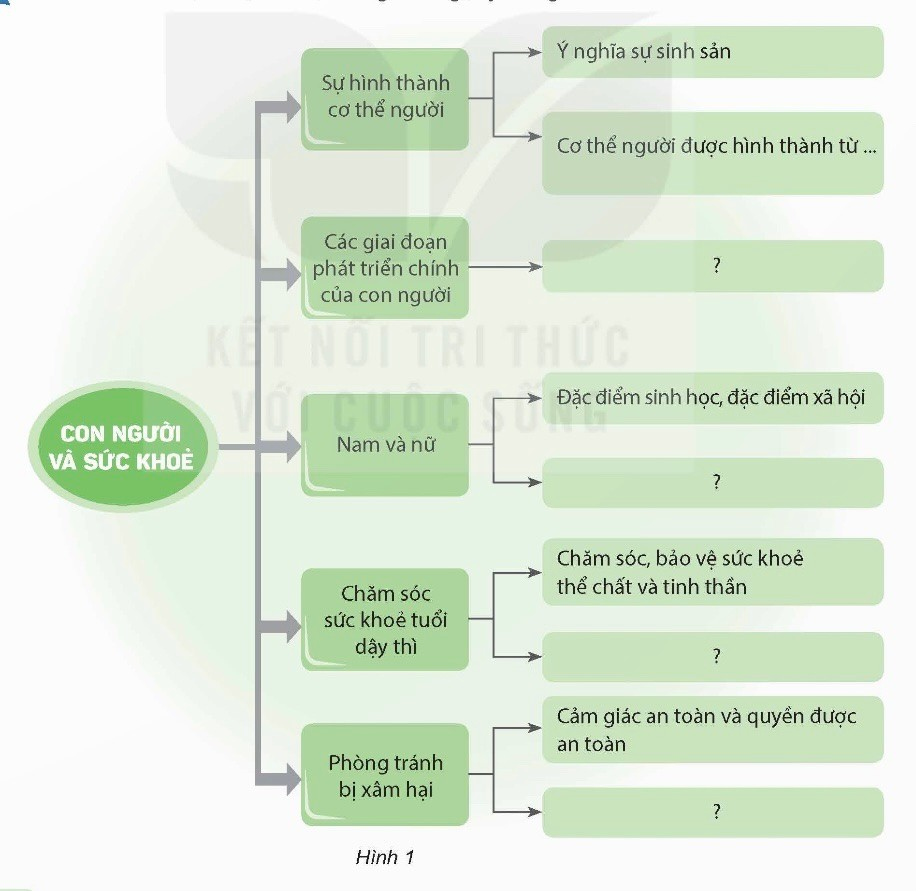 Sự hình thành
cơ thể người
Ý nghĩa sự sinh sản
Cơ thể người được hình thành từ ...
Các giai đoạn
phát triển chính
của con người
?
KẾT NỐI TRI THỨC
VỚI CUỘC SỐNG
CON NGƯỜI
VÀ SỨC KHOẺ
Nam và nữ
Đặc điểm sinh học, đặc điểm xã hội
?
Chăm sóc
sức khoẻ tuổi
dậy thì
Chăm sóc, bảo vệ sức khoẻ
thể chất và tinh thần
?
Phòng tránh
bị xâm hại
Cảm giác an toàn và quyền được
an toàn
?
Hình 1